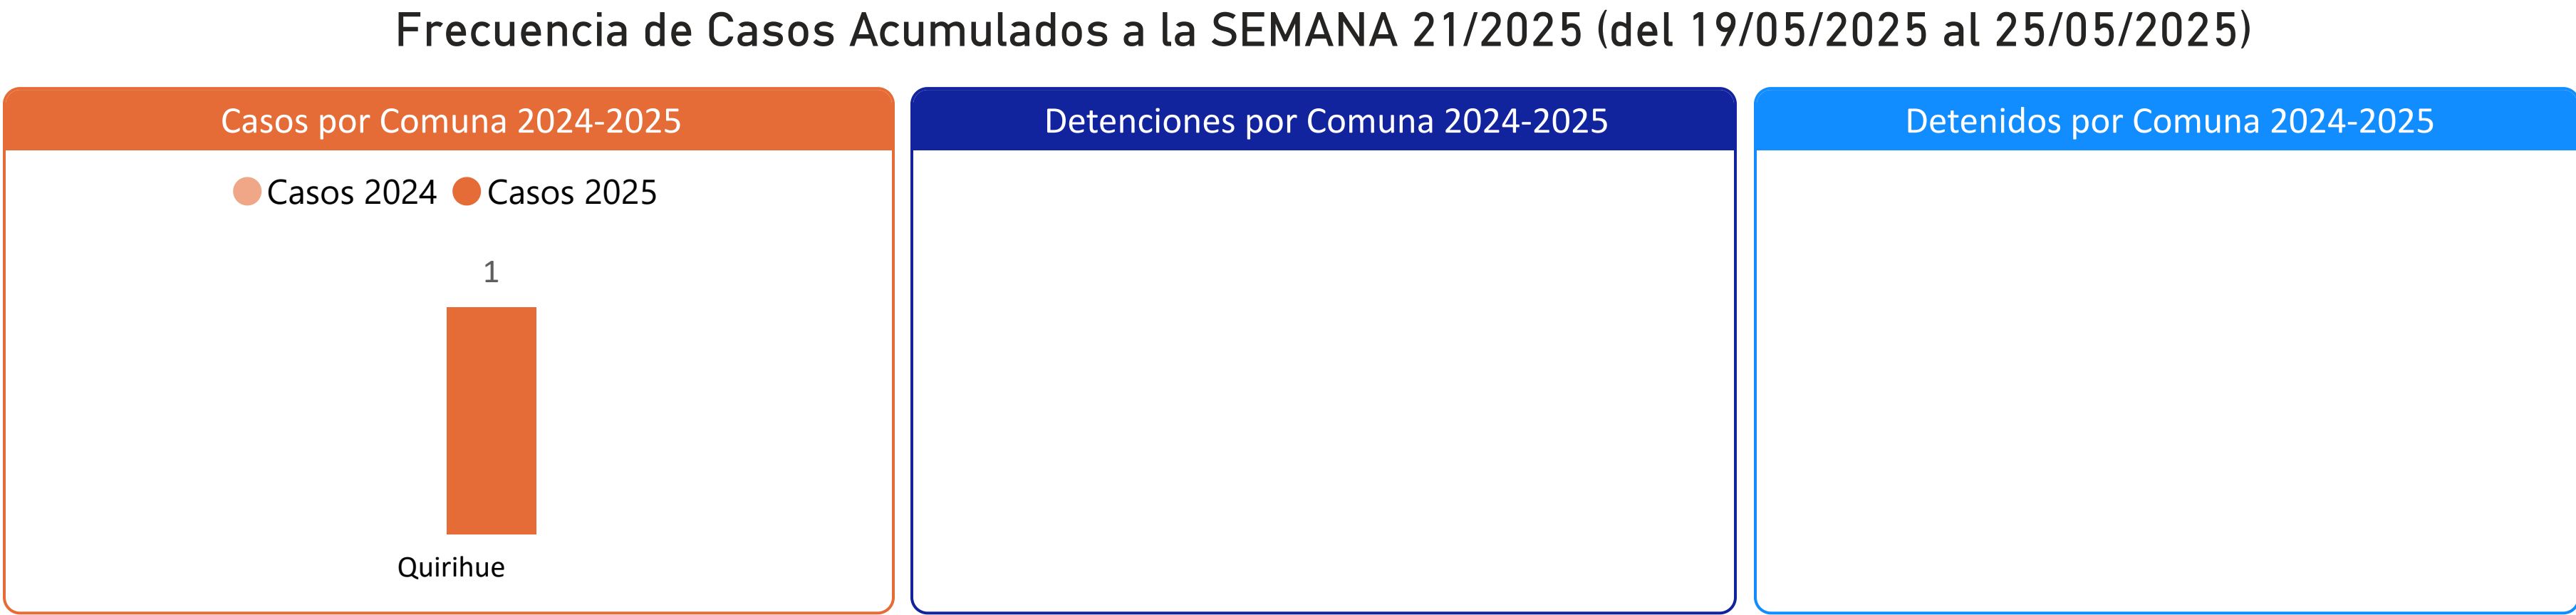 Frecuencia de Casos Acumulados a la SEMANA 21/2025 (del 19/05/2025 al 25/05/2025)
Casos por Comuna 2024-2025
Casos 2024 Casos 2025
1
Quirihue
Detenciones por Comuna 2024-2025
Detenidos por Comuna 2024-2025